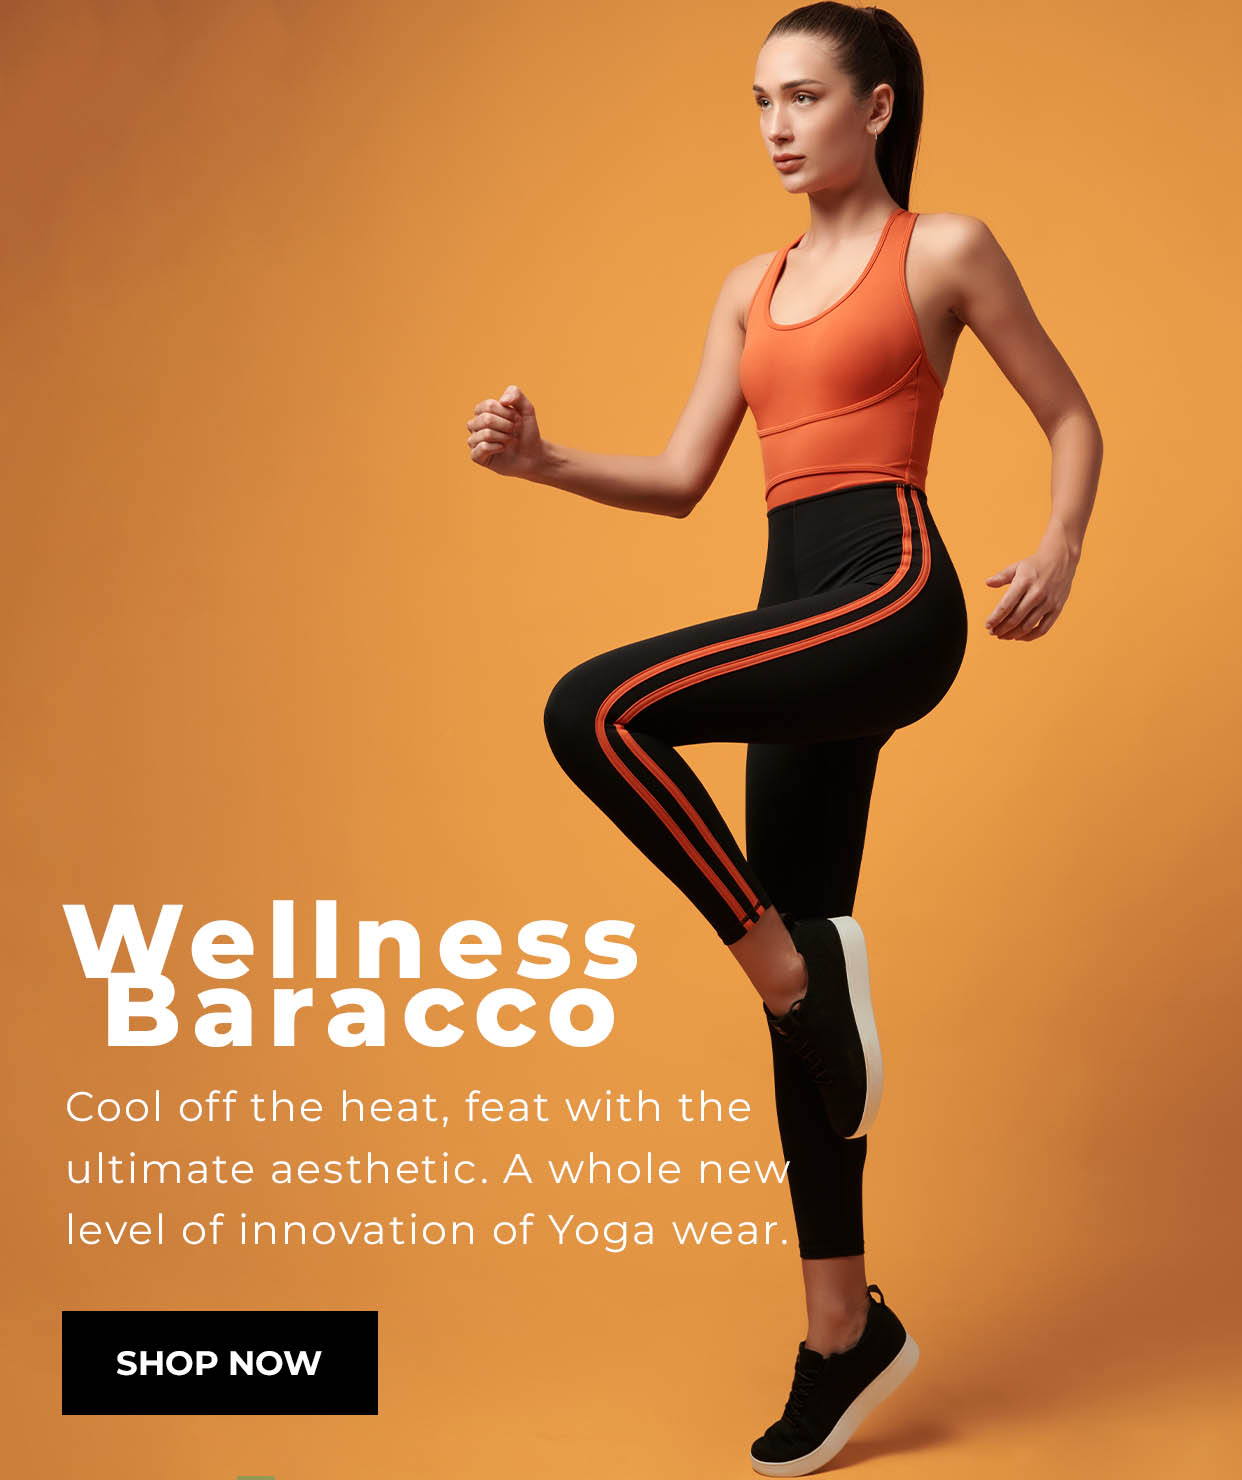 Wellness
Baracco
Cool off the heat, feat with the
ultimate aesthetic. A whole new
level of innovation of Yoga wear.
SHOP NOW